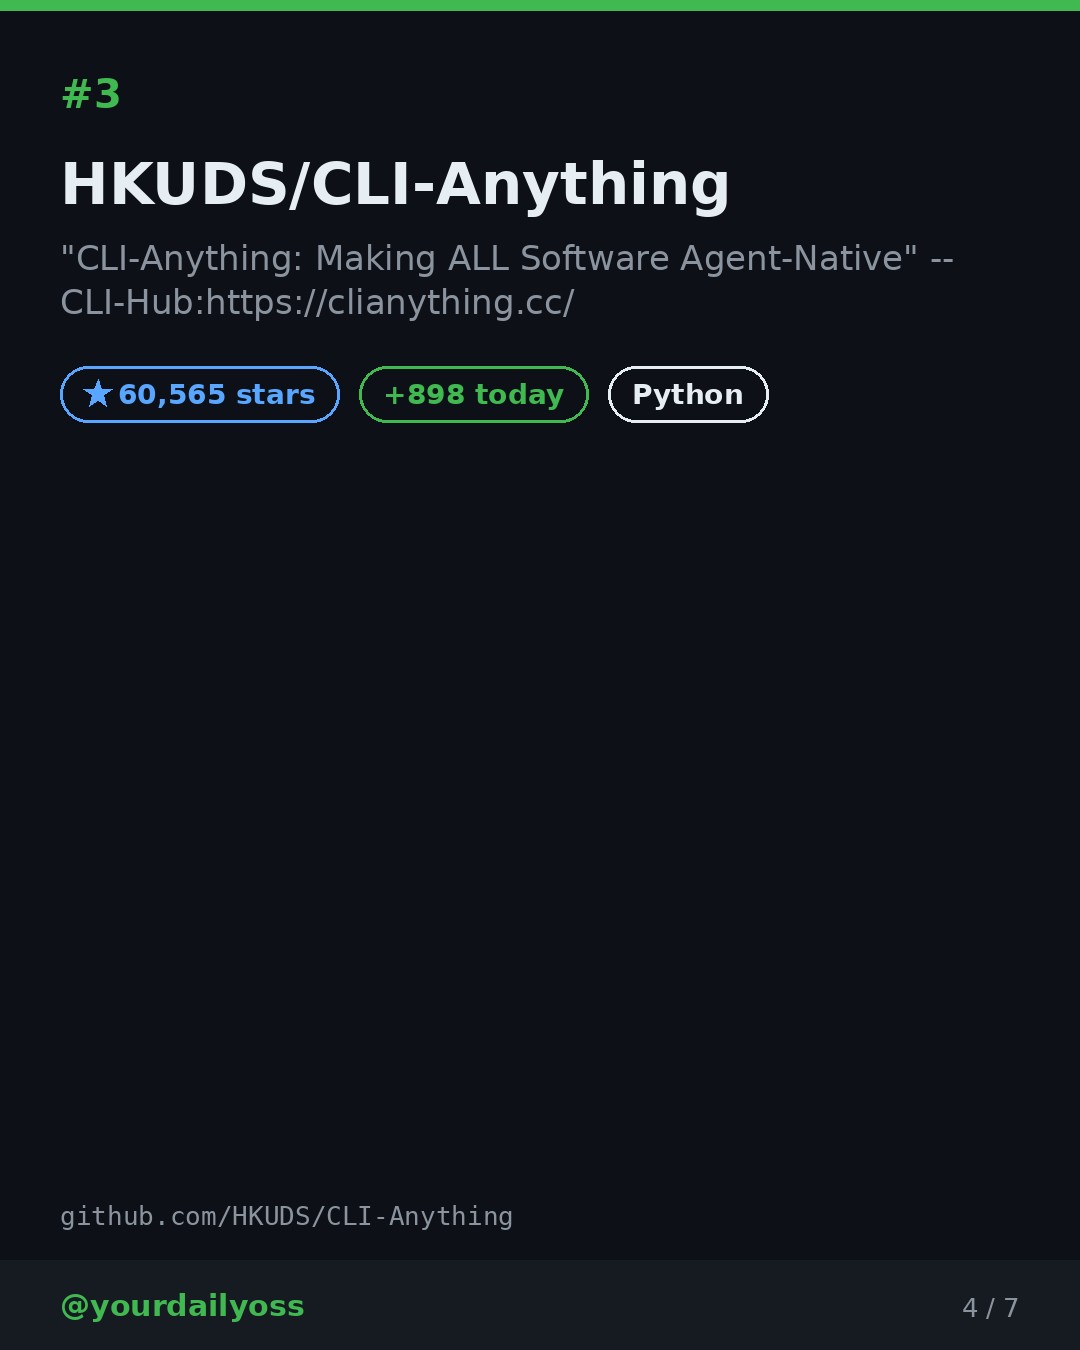 #3
HKUDS/CLI-Anything
"CLI-Anything: Making ALL Software Agent-Native" --
CLI-Hub:https://clianything.cc/
★ 60,565 stars
+898 today
Python
github.com/HKUDS/CLI-Anything
@yourdailyoss
4 / 7